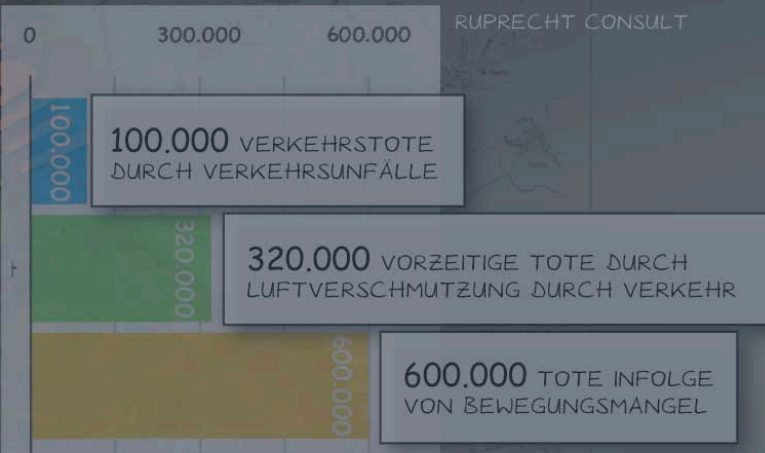 RUPRECHT CONSULT
0 300.000 600.000
100.000
100.000 VERKEHRSTOTE
DURCH VERKEHRSUNFÄLLE
320.000
320.000 VORZEITIGE TOTE DURCH
LUFTVERSCHMUTZUNG DURCH VERKEHR
600.000
600.000 TOTE INFOLGE
VON BEWEGUNGSMANGEL